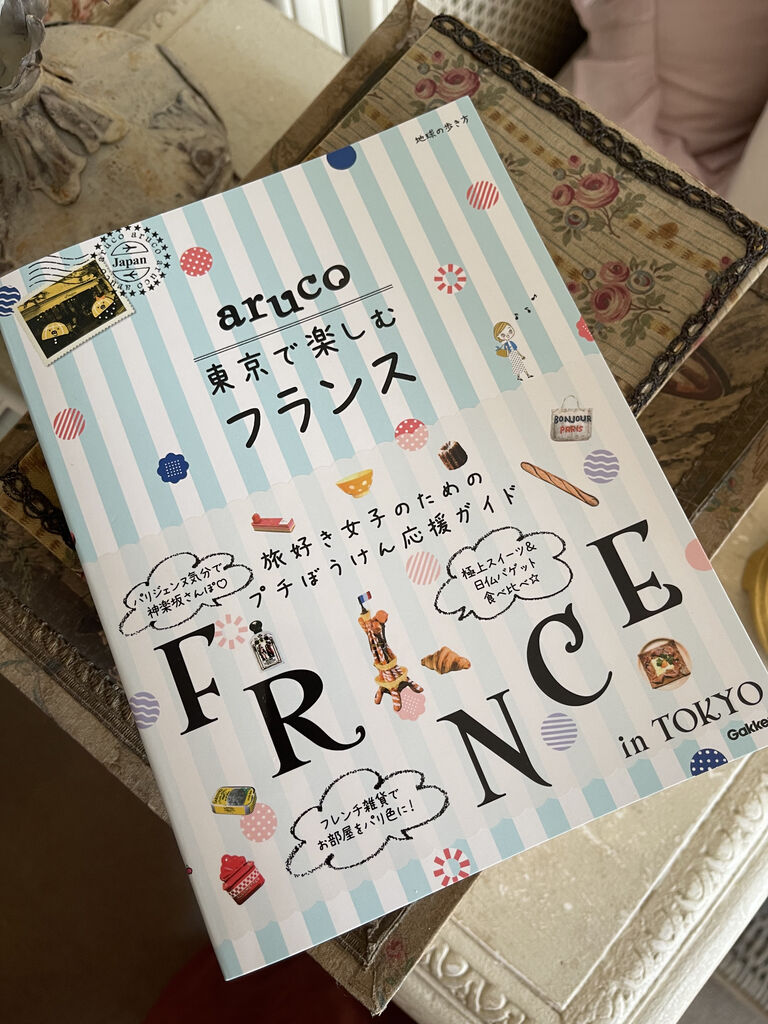 地球の歩き方
aruco aruco aruco
Japan
aruco
東京で楽しむ
フランス
BONJOUR
PARIS
旅好き女子のための
プチぼうけん応援ガイド
パリジェンヌ気分で
神楽坂さんぽ♡
極上スイーツ&
日仏バゲット
食べ比べ☆
FRANCE
in TOKYO
Gakke
フレンチ雑貨で
お部屋をパリ色に!